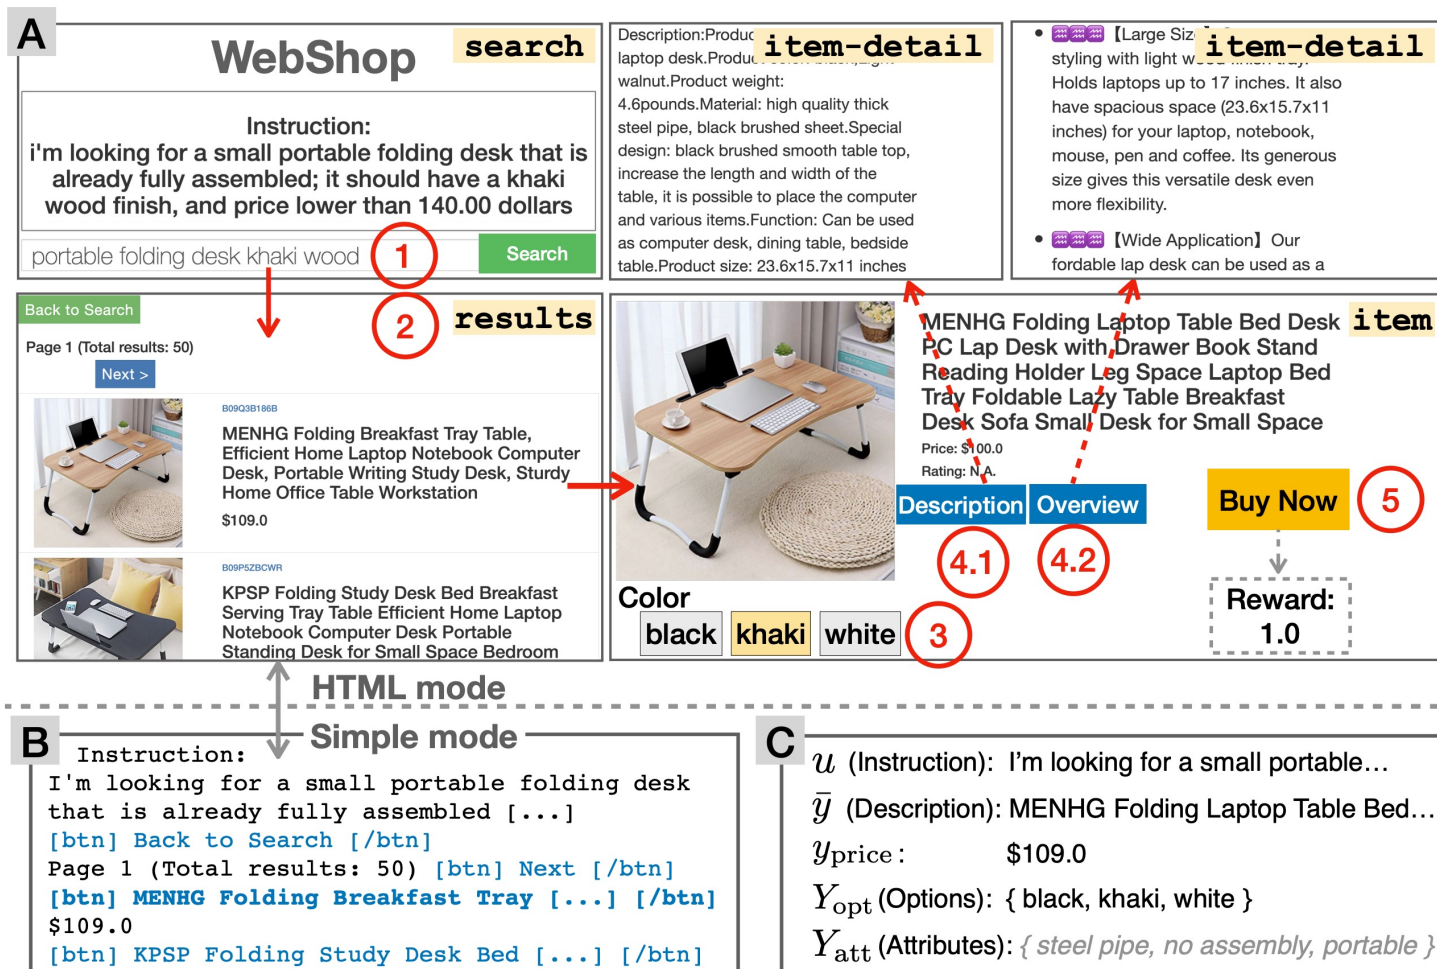 A
WebShop
search
Instruction:
i'm looking for a small portable folding desk that is
already fully assembled; it should have a khaki
wood finish, and price lower than 140.00 dollars
portable folding desk khaki wood
1
Search
item-detail
Description:Produc
laptop desk.Produ
walnut.Product weight:
4.6pounds.Material: high quality thick
steel pipe, black brushed sheet.Special
design: black brushed smooth table top,
increase the length and width of the
table, it is possible to place the computer
and various items.Function: Can be used
as computer desk, dining table, bedside
table.Product size: 23.6x15.7x11 inches
item-detail
• ♒♒♒【Large Siz
styling with light
Holds laptops up to 17 inches. It also
have spacious space (23.6x15.7x11
inches) for your laptop, notebook,
mouse, pen and coffee. Its generous
size gives this versatile desk even
more flexibility.
• ♒♒♒【Wide Application】Our
fordable lap desk can be used as a
Back to Search
2
results
Page 1 (Total results: 50)
Next >
B09Q3B186B
MENHG Folding Breakfast Tray Table,
Efficient Home Laptop Notebook Computer
Desk, Portable Writing Study Desk, Sturdy
Home Office Table Workstation
$109.0
B09P5ZBCWR
KPSP Folding Study Desk Bed Breakfast
Serving Tray Table Efficient Home Laptop
Notebook Computer Desk Portable
Standing Desk for Small Space Bedroom
item
MENHG Folding Laptop Table Bed Desk
PC Lap Desk with Drawer Book Stand
Reading Holder Leg Space Laptop Bed
Tray Foldable Lazy Table Breakfast
Desk Sofa Small Desk for Small Space
Price: $100.0
Rating: N.A.
Description
Overview
4.1
4.2
Buy Now
5
Reward:
1.0
Color
black khaki white
3
HTML mode
Simple mode
B
Instruction:
I'm looking for a small portable folding desk
that is already fully assembled [...]
[btn] Back to Search [/btn]
Page 1 (Total results: 50) [btn] Next [/btn]
[btn] MENHG Folding Breakfast Tray [...] [/btn]
$109.0
[btn] KPSP Folding Study Desk Bed [...] [/btn]
C
u (Instruction): I'm looking for a small portable...
ȳ (Description): MENHG Folding Laptop Table Bed...
y_price: $109.0
Y_opt (Options): { black, khaki, white }
Y_att (Attributes): { steel pipe, no assembly, portable }